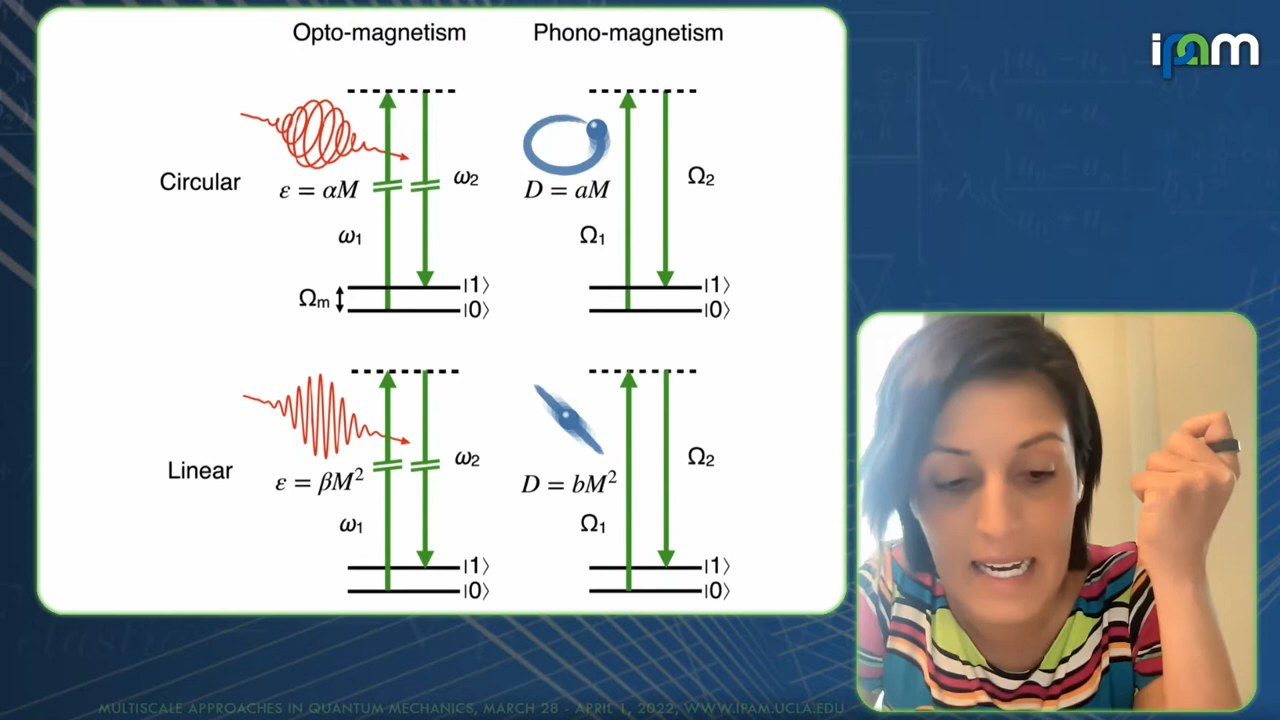 Opto-magnetism
Phono-magnetism
ipam
Circular
ε = αM
ω₂
ω₁
Ωₘ
|1⟩
|0⟩
D = aM
Ω₂
Ω₁
|1⟩
|0⟩
Linear
ε = βM²
ω₂
ω₁
|1⟩
|0⟩
D = bM²
Ω₂
Ω₁
|1⟩
|0⟩
MULTISCALE APPROACHES IN QUANTUM MECHANICS, MARCH 28 - APRIL 1, 2022, WWW.IPAM.UCLA.EDU